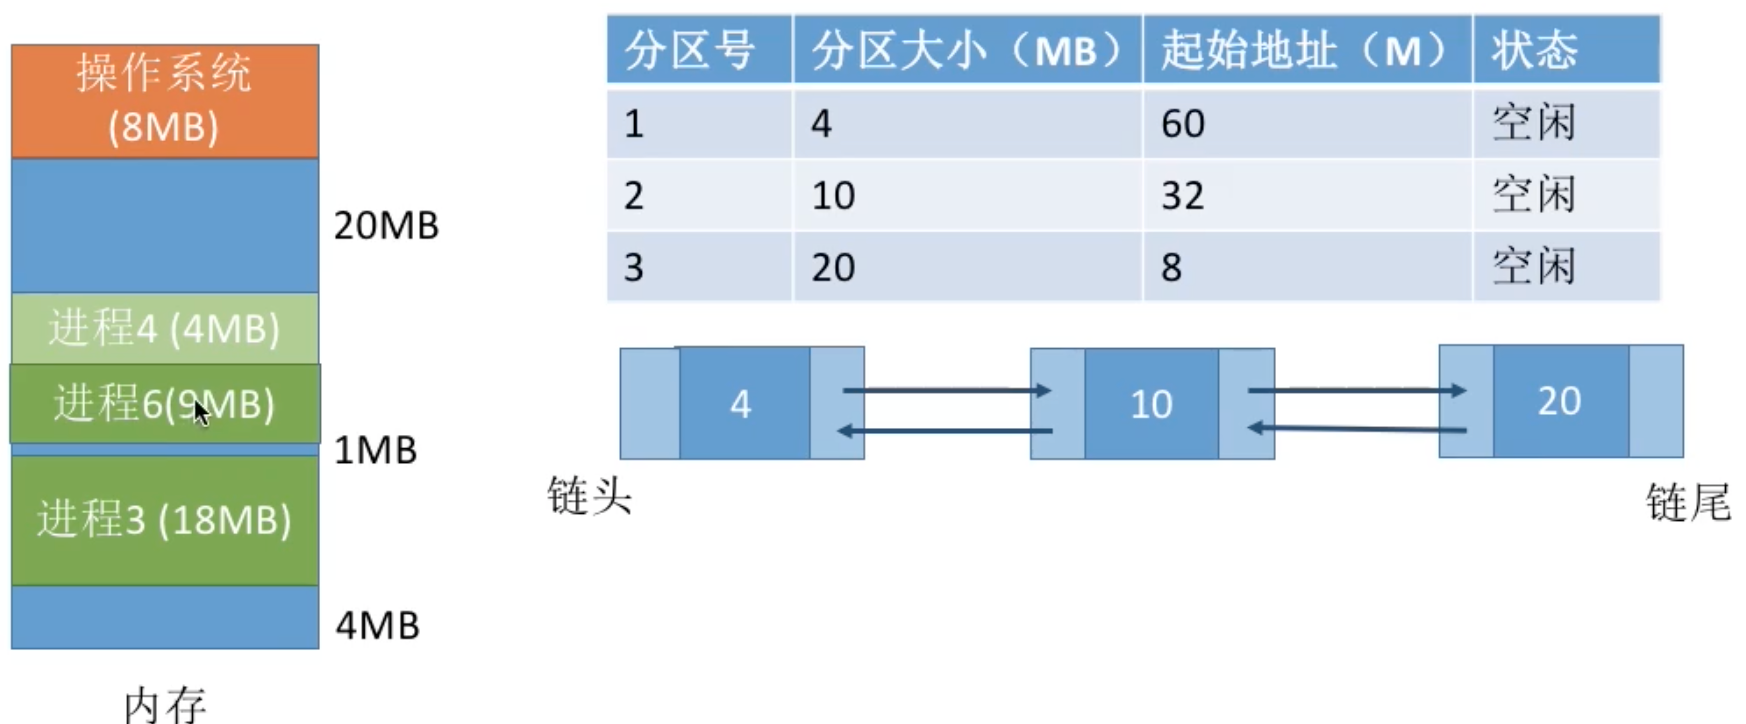 操作系统
(8MB)
20MB
进程4 (4MB)
进程6(9MB)
1MB
进程3 (18MB)
4MB
内存
分区号 分区大小（MB） 起始地址（M） 状态
1 4 60 空闲
2 10 32 空闲
3 20 8 空闲
4 10 20
链头 链尾